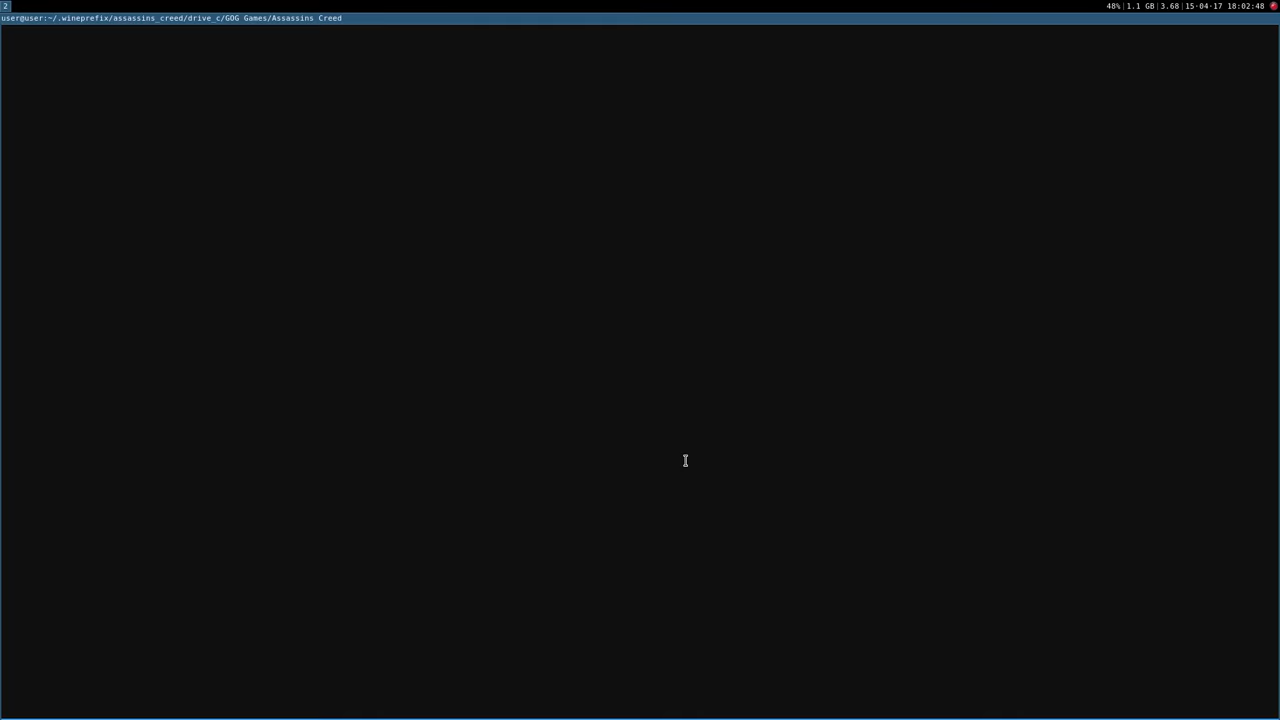 2
48%|1.1 GB|3.68|15·04·17 18:02:48
user@user:~/.wineprefix/assassins_creed/drive_c/GOG Games/Assassins Creed